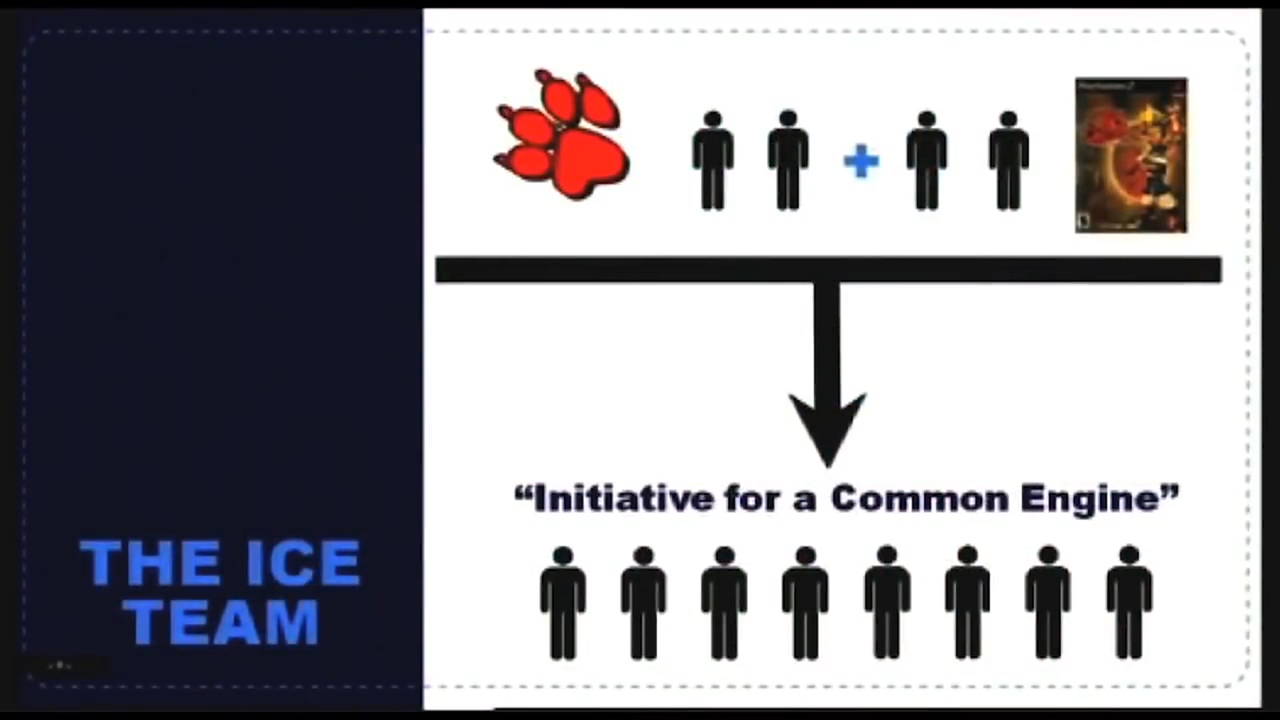 “Initiative for a Common Engine”
THE ICE
TEAM